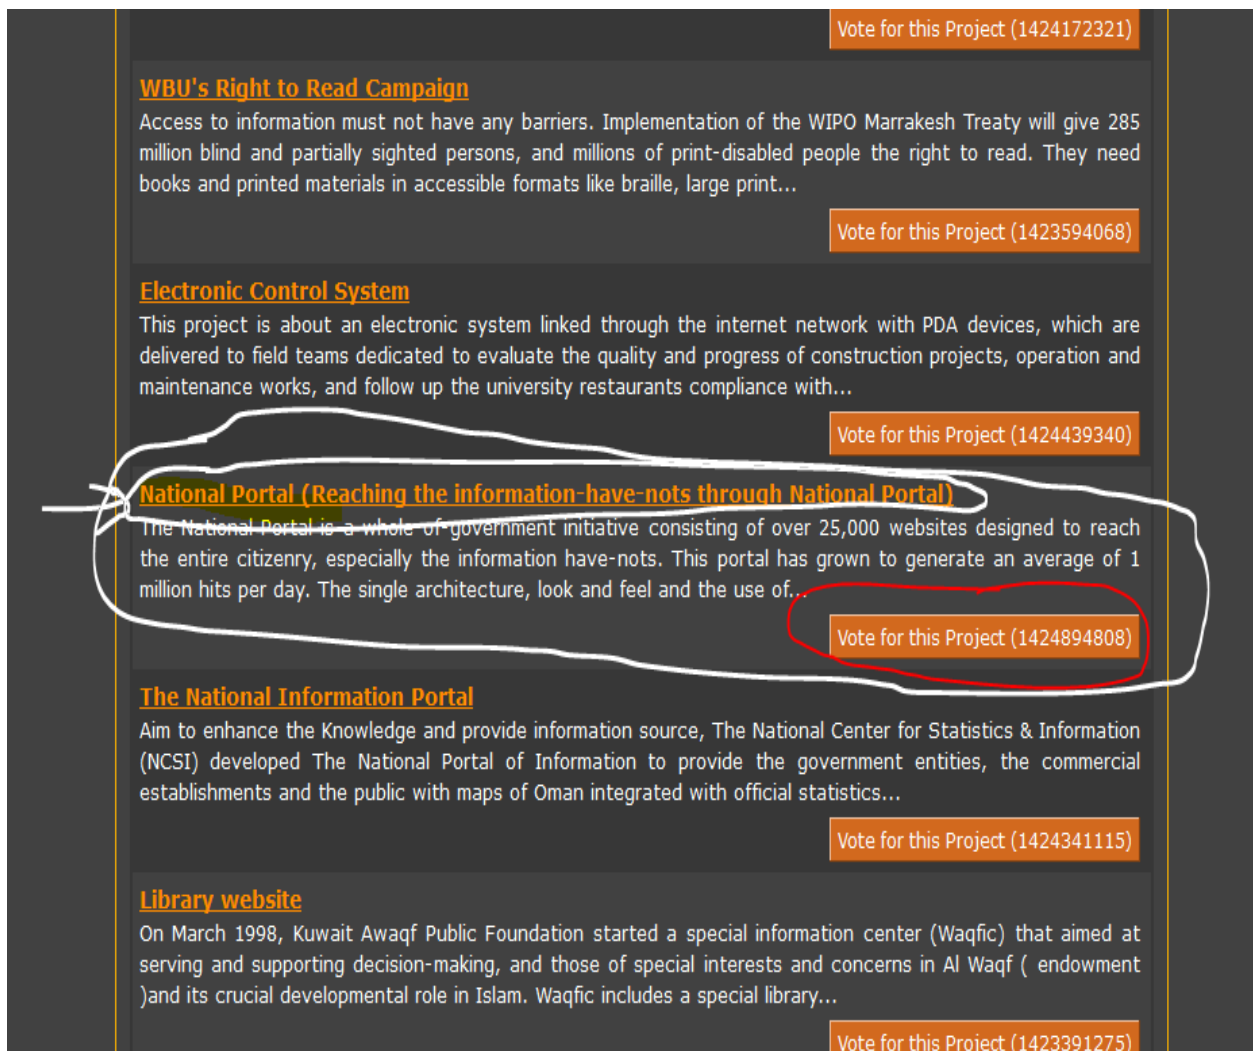 Vote for this Project (1424172321)
WBU's Right to Read Campaign
Access to information must not have any barriers. Implementation of the WIPO Marrakesh Treaty will give 285
million blind and partially sighted persons, and millions of print-disabled people the right to read. They need
books and printed materials in accessible formats like braille, large print...
Vote for this Project (1423594068)
Electronic Control System
This project is about an electronic system linked through the internet network with PDA devices, which are
delivered to field teams dedicated to evaluate the quality and progress of construction projects, operation and
maintenance works, and follow up the university restaurants compliance with...
Vote for this Project (1424439340)
National Portal (Reaching the information-have-nots through National Portal)
The National Portal is a whole-of-government initiative consisting of over 25,000 websites designed to reach
the entire citizenry, especially the information have-nots. This portal has grown to generate an average of 1
million hits per day. The single architecture, look and feel and the use of...
Vote for this Project (1424894808)
The National Information Portal
Aim to enhance the Knowledge and provide information source, The National Center for Statistics & Information
(NCSI) developed The National Portal of Information to provide the government entities, the commercial
establishments and the public with maps of Oman integrated with official statistics...
Vote for this Project (1424341115)
Library website
On March 1998, Kuwait Awaqf Public Foundation started a special information center (Waqfic) that aimed at
serving and supporting decision-making, and those of special interests and concerns in Al Waqf ( endowment
)and its crucial developmental role in Islam. Waqfic includes a special library...
Vote for this Project (1423391275)